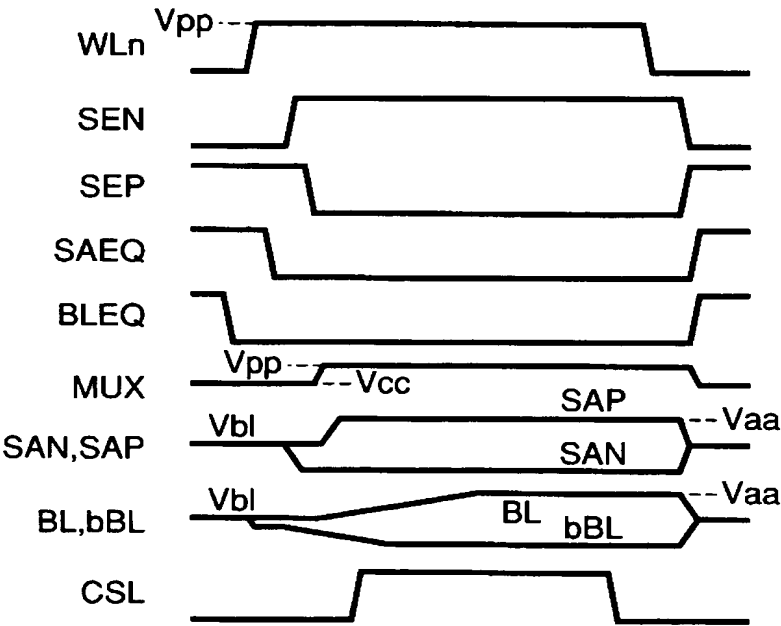 Vpp
WLn
SEN
SEP
SAEQ
BLEQ
Vpp
Vcc
MUX
SAP
Vbl
Vaa
SAN,SAP
SAN
Vbl
Vaa
BL
BL,bBL
bBL
CSL